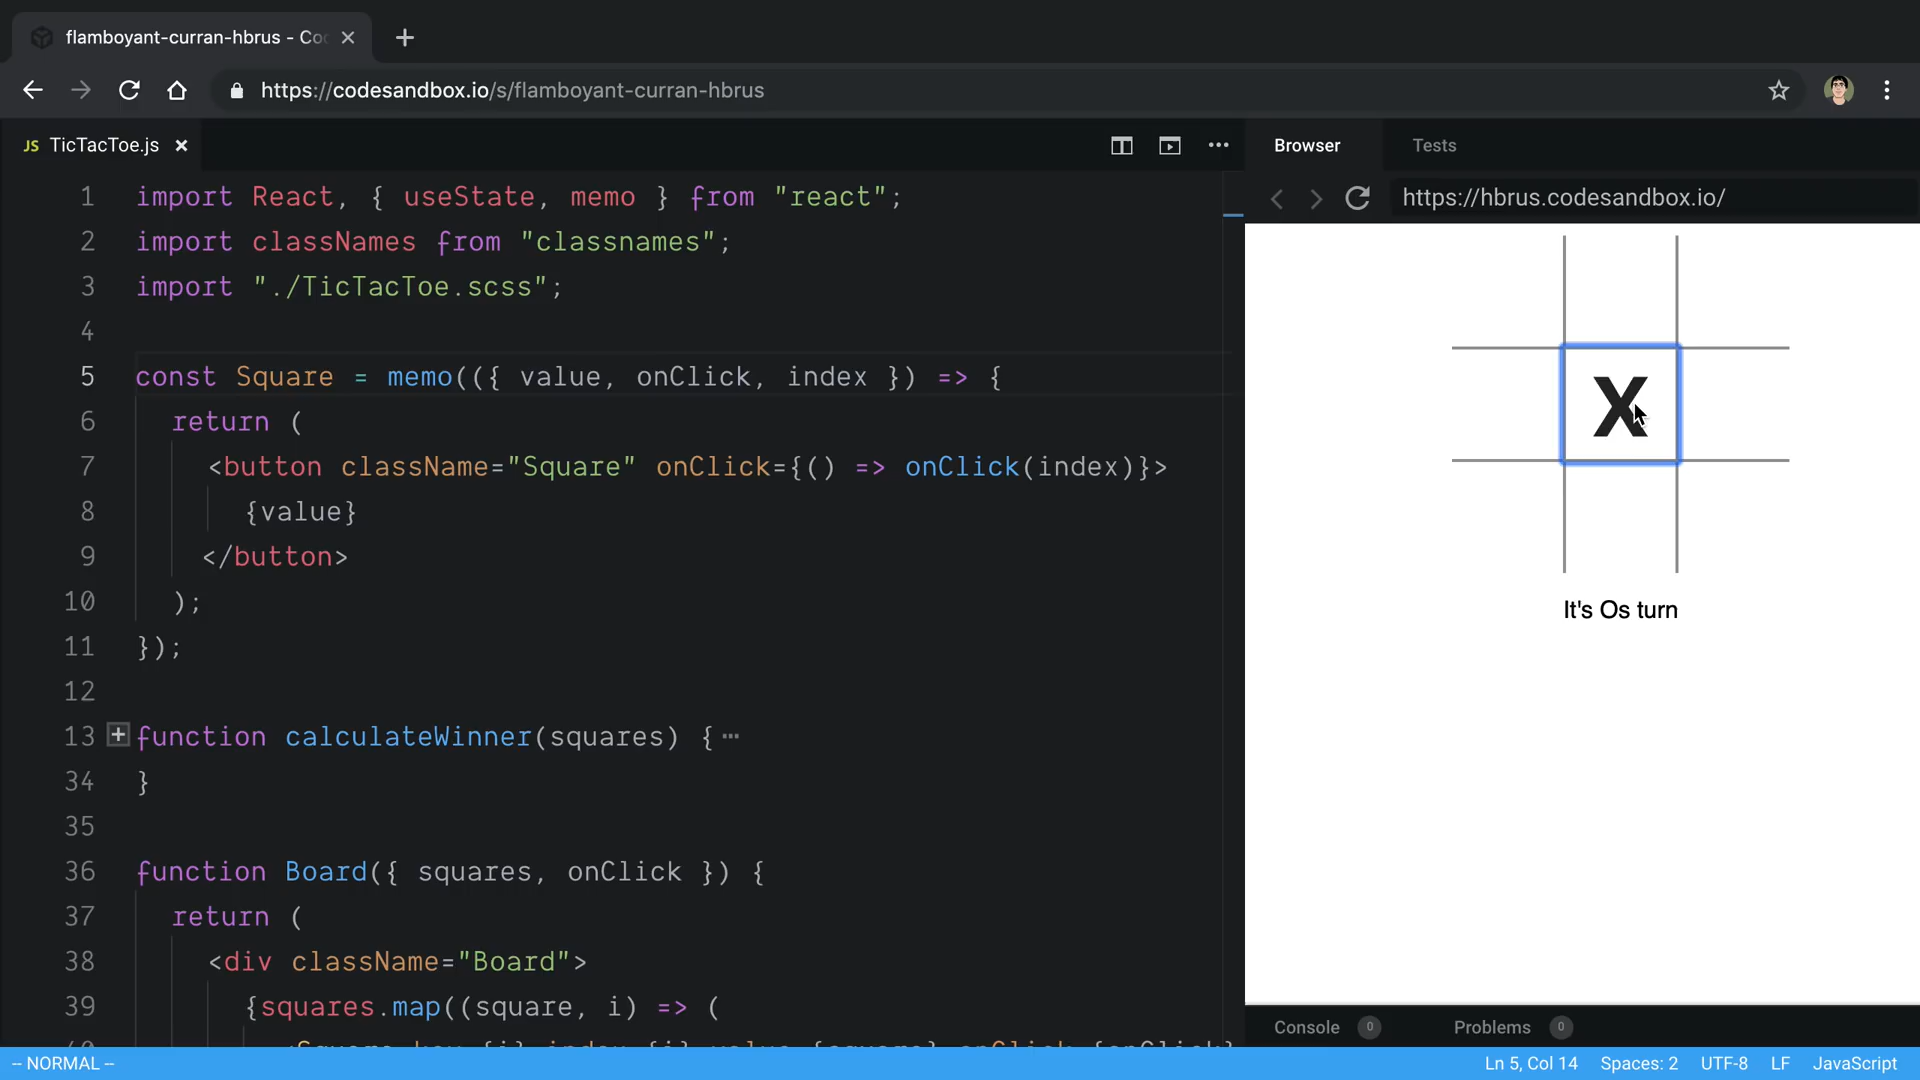 flamboyant-curran-hbrus - Co
https://codesandbox.io/s/flamboyant-curran-hbrus
JS TicTacToe.js
Browser
Tests
https://hbrus.codesandbox.io/
1 import React, { useState, memo } from "react";
2 import classNames from "classnames";
3 import "./TicTacToe.scss";
4
5 const Square = memo(({ value, onClick, index }) => {
6 return (
7 <button className="Square" onClick={() => onClick(index)}>
8 {value}
9 </button>
10 );
11 });
12
13 function calculateWinner(squares) {⋯
34 }
35
36 function Board({ squares, onClick }) {
37 return (
38 <div className="Board">
39 {squares.map((square, i) => (
X
It's Os turn
Console 0
Problems 0
-- NORMAL --
Ln 5, Col 14 Spaces: 2 UTF-8 LF JavaScript